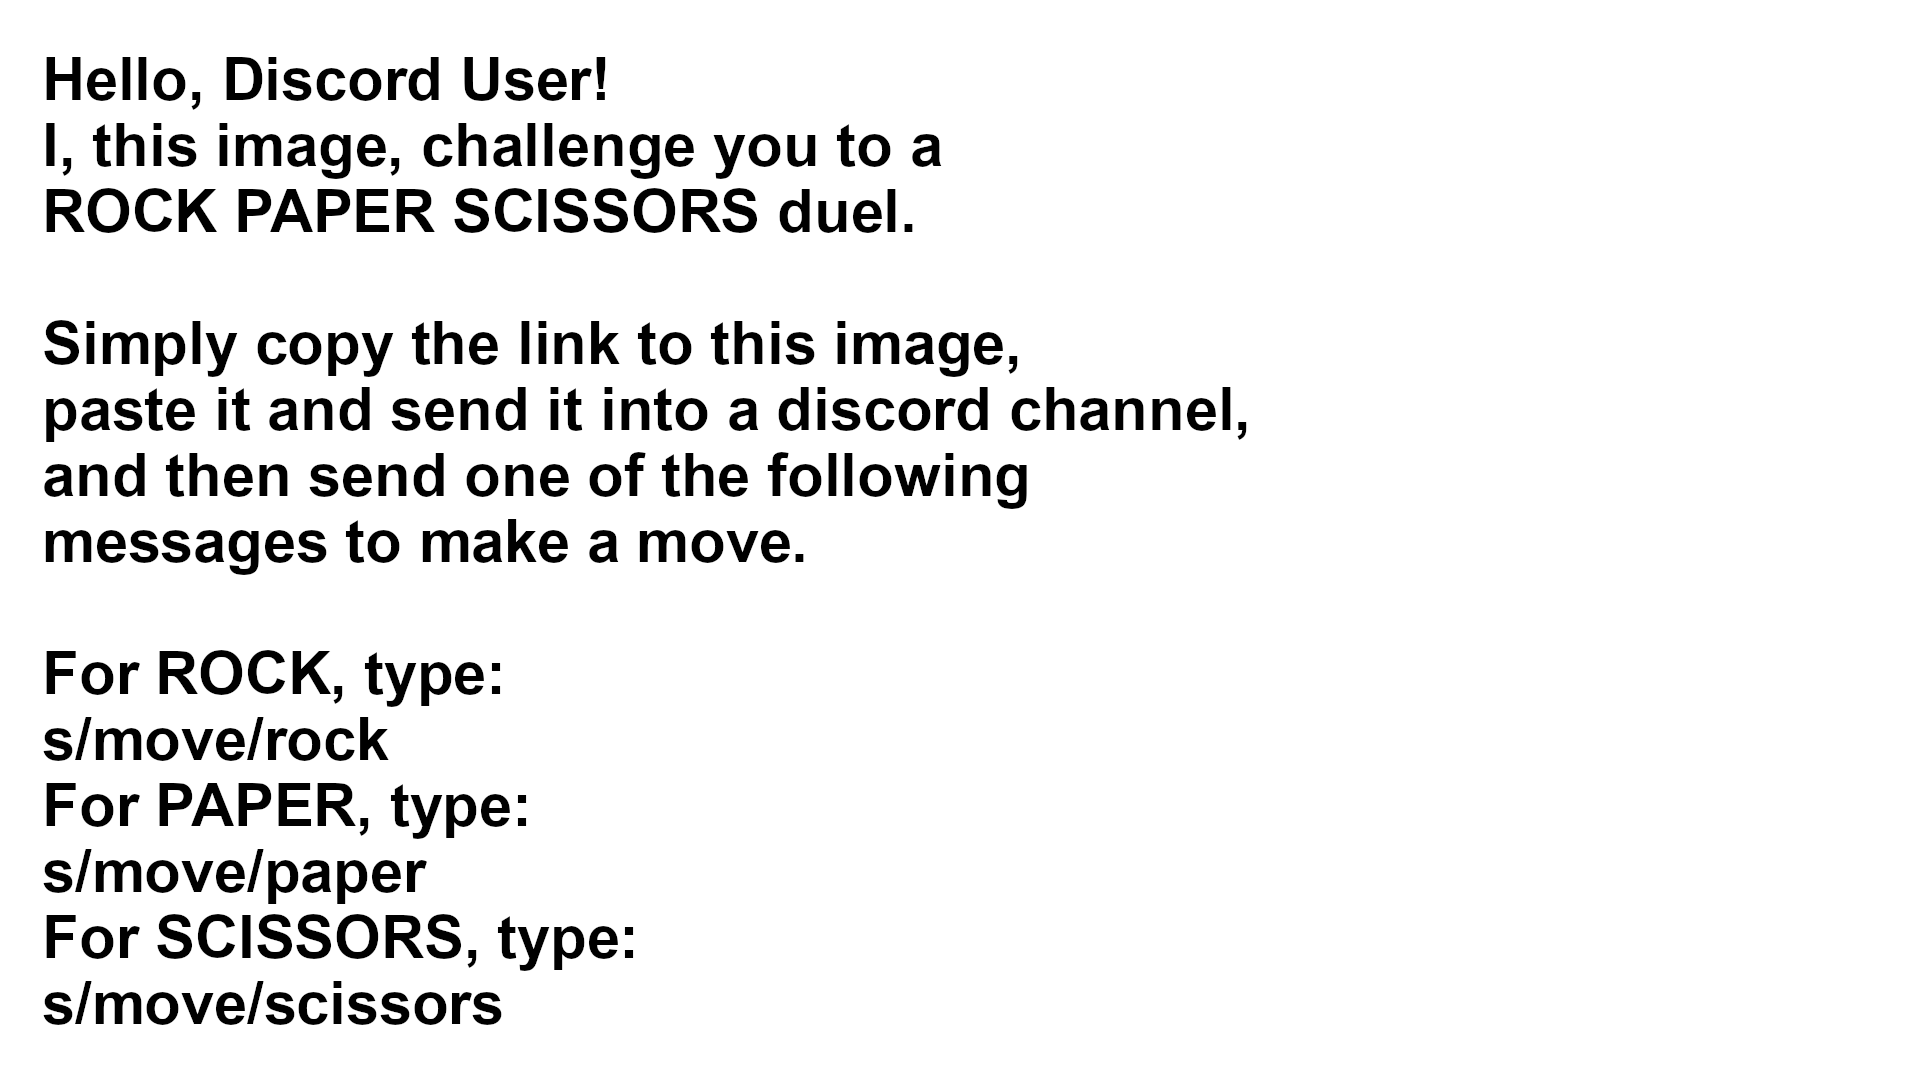 Hello, Discord User!
I, this image, challenge you to a
ROCK PAPER SCISSORS duel.
Simply copy the link to this image,
paste it and send it into a discord channel,
and then send one of the following
messages to make a move.
For ROCK, type:
s/move/rock
For PAPER, type:
s/move/paper
For SCISSORS, type:
s/move/scissors